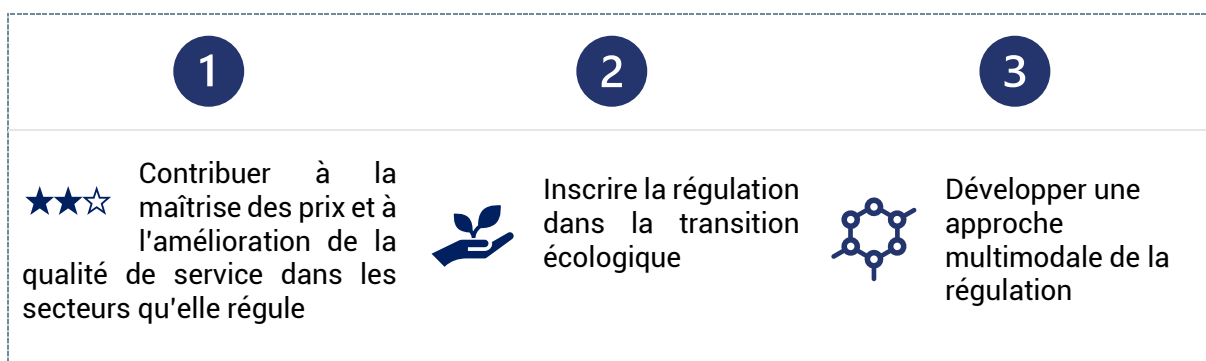 1
2
3
Contribuer à la
maîtrise des prix et à
l'amélioration de la
qualité de service dans les
secteurs qu'elle régule
Inscrire la régulation
dans la transition
écologique
Développer une
approche
multimodale de la
régulation